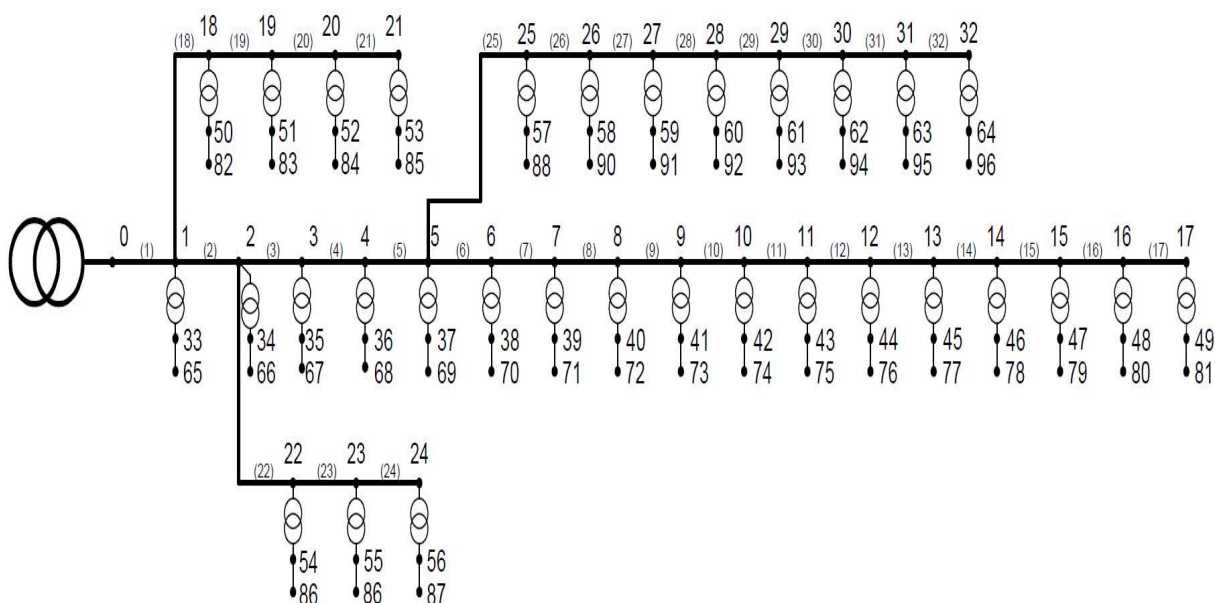 18 19 20 21 25 26 27 28 29 30 31 32
(18) (19) (20) (21) (25) (26) (27) (28) (29) (30) (31) (32)
50 51 52 53 57 58 59 60 61 62 63 64
82 83 84 85 88 90 91 92 93 94 95 96
0 1 2 3 4 5 6 7 8 9 10 11 12 13 14 15 16 17
(1) (2) (3) (4) (5) (6) (7) (8) (9) (10) (11) (12) (13) (14) (15) (16) (17)
33 34 35 36 37 38 39 40 41 42 43 44 45 46 47 48 49
65 66 67 68 69 70 71 72 73 74 75 76 77 78 79 80 81
22 23 24
(22) (23) (24)
54 55 56
86 86 87